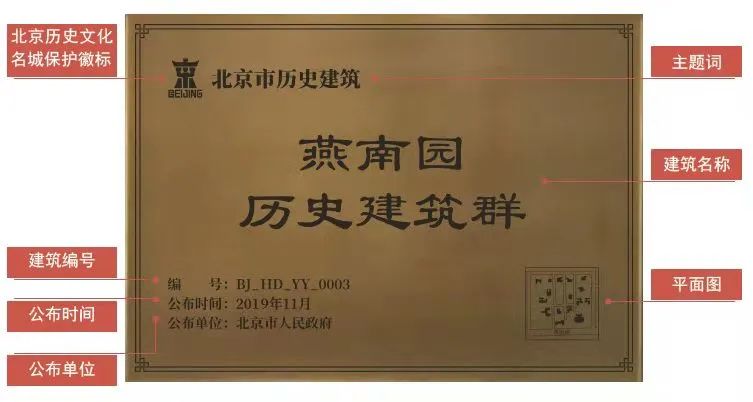 北京历史文化
名城保护徽标
BEIJING
北京市历史建筑
主题词
燕南园
历史建筑群
建筑名称
建筑编号
编 号：BJ_HD_YY_0003
公布时间
公布时间：2019年11月
公布单位
公布单位：北京市人民政府
平面图